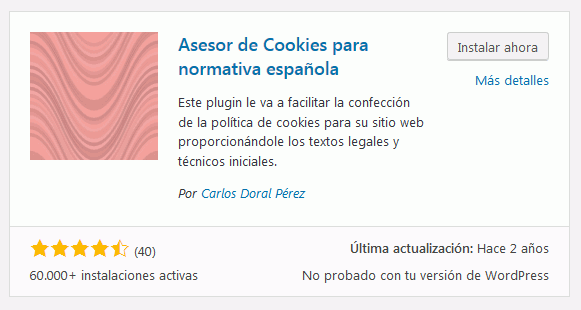 Asesor de Cookies para
normativa española
Instalar ahora
Más detalles
Este plugin le va a facilitar la confección
de la política de cookies para su sitio web
proporcionándole los textos legales y
técnicos iniciales.
Por Carlos Doral Pérez
(40)
Última actualización: Hace 2 años
60.000+ instalaciones activas
No probado con tu versión de WordPress